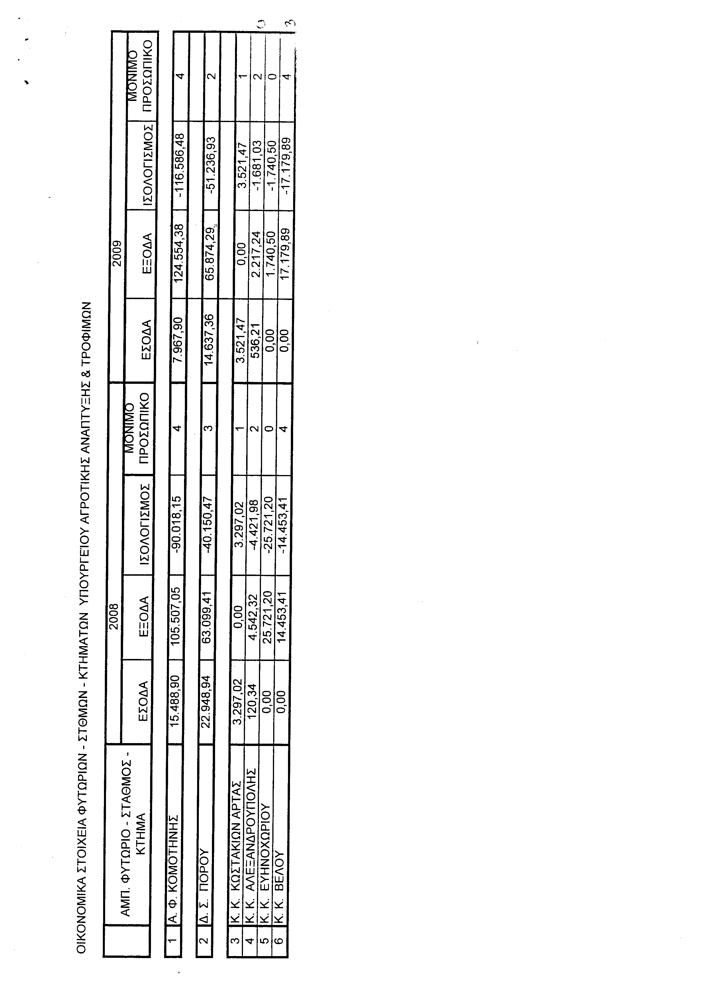 ΟΙΚΟΝΟΜΙΚΑ ΣΤΟΙΧΕΙΑ ΦΥΤΩΡΙΩΝ - ΣΤΘΜΩΝ - ΚΤΗΜΑΤΩΝ ΥΠΟΥΡΓΕΙΟΥ ΑΓΡΟΤΙΚΗΣ ΑΝΑΠΤΥΞΗΣ & ΤΡΟΦΙΜΩΝ
2008 2009
ΑΜΠ. ΦΥΤΩΡΙΟ - ΣΤΑΘΜΟΣ - ΚΤΗΜΑ ΕΣΟΔΑ ΕΞΟΔΑ ΙΣΟΛΟΓΙΣΜΟΣ ΜΟΝΙΜΟ ΠΡΟΣΩΠΙΚΟ ΕΣΟΔΑ ΕΞΟΔΑ ΙΣΟΛΟΓΙΣΜΟΣ ΜΟΝΙΜΟ ΠΡΟΣΩΠΙΚΟ
1 Α. Φ. ΚΟΜΟΤΗΝΗΣ 15.488,90 105.507,05 -90.018,15 4 7.967,90 124.554,38 -116.586,48 4
2 Δ. Σ. ΠΟΡΟΥ 22.948,94 63.099,41 -40.150,47 3 14.637,36 65.874,29 -51.236,93 2
3 Κ. Κ. ΚΩΣΤΑΚΙΩΝ ΑΡΤΑΣ 3.297,02 0,00 3.297,02 1 3.521,47 0,00 3.521,47 1
4 Κ. Κ. ΑΛΕΞΑΝΔΡΟΥΠΟΛΗΣ 120,34 4.542,32 -4.421,98 2 536,21 2.217,24 -1.681,03 2
5 Κ. Κ. ΕΥΗΝΟΧΩΡΙΟΥ 0,00 25.721,20 -25.721,20 0 0,00 1.740,50 -1.740,50 0
6 Κ. Κ. ΒΕΛΟΥ 0,00 14.453,41 -14.453,41 4 0,00 17.179,89 -17.179,89 4
3